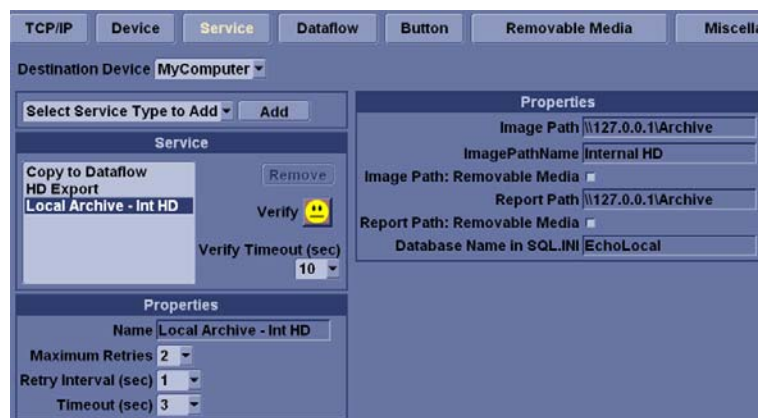 TCP/IP Device Service Dataflow Button Removable Media Miscella
Destination Device MyComputer
Select Service Type to Add Add
Service
Copy to Dataflow
HD Export
Local Archive - Int HD
Remove
Verify
Verify Timeout (sec)
10
Properties
Name Local Archive - Int HD
Maximum Retries 2
Retry Interval (sec) 1
Timeout (sec) 3
Properties
Image Path \\127.0.0.1\Archive
ImagePathName Internal HD
Image Path: Removable Media
Report Path \\127.0.0.1\Archive
Report Path: Removable Media
Database Name in SQL.INI EchoLocal